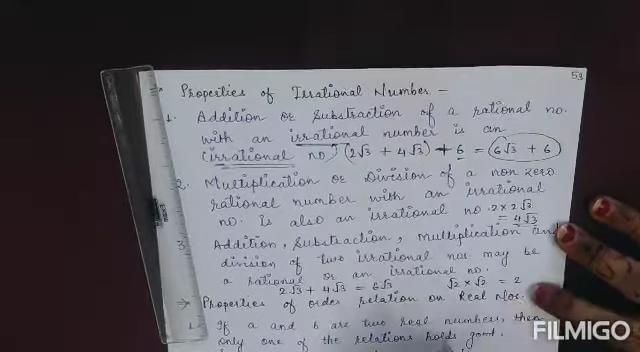 53
Properties of Irrational Number -
1. Addition or Substraction of a rational no.
with an irrational number is an
(irrational no) (2√3 + 4√3) + 6 = 6√3 + 6
2. Multiplication or Division of a non zero
rational number with an irrational
no. is also an irrational no. 2 x 2√3
= 4√3
3. Addition, Substraction, Multiplication and
division of two irrational nos may be
a rational or an irrational no.
2√3 + 4√3 = 6√3 √2 x √2 = 2
→ Properties of order relation on Real Nos.
1. If a and b are two real numbers, then
only one of the relations holds good.
FILMIGO